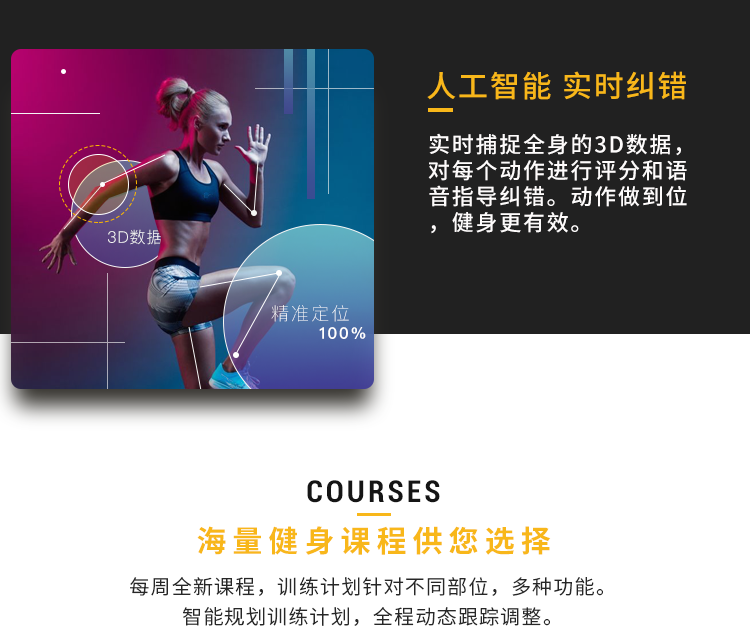 人工智能 实时纠错
实时捕捉全身的3D数据，
对每个动作进行评分和语
音指导纠错。动作做到位
，健身更有效。
3D数据
精准定位
100%
COURSES
海量健身课程供您选择
每周全新课程，训练计划针对不同部位，多种功能。
智能规划训练计划，全程动态跟踪调整。